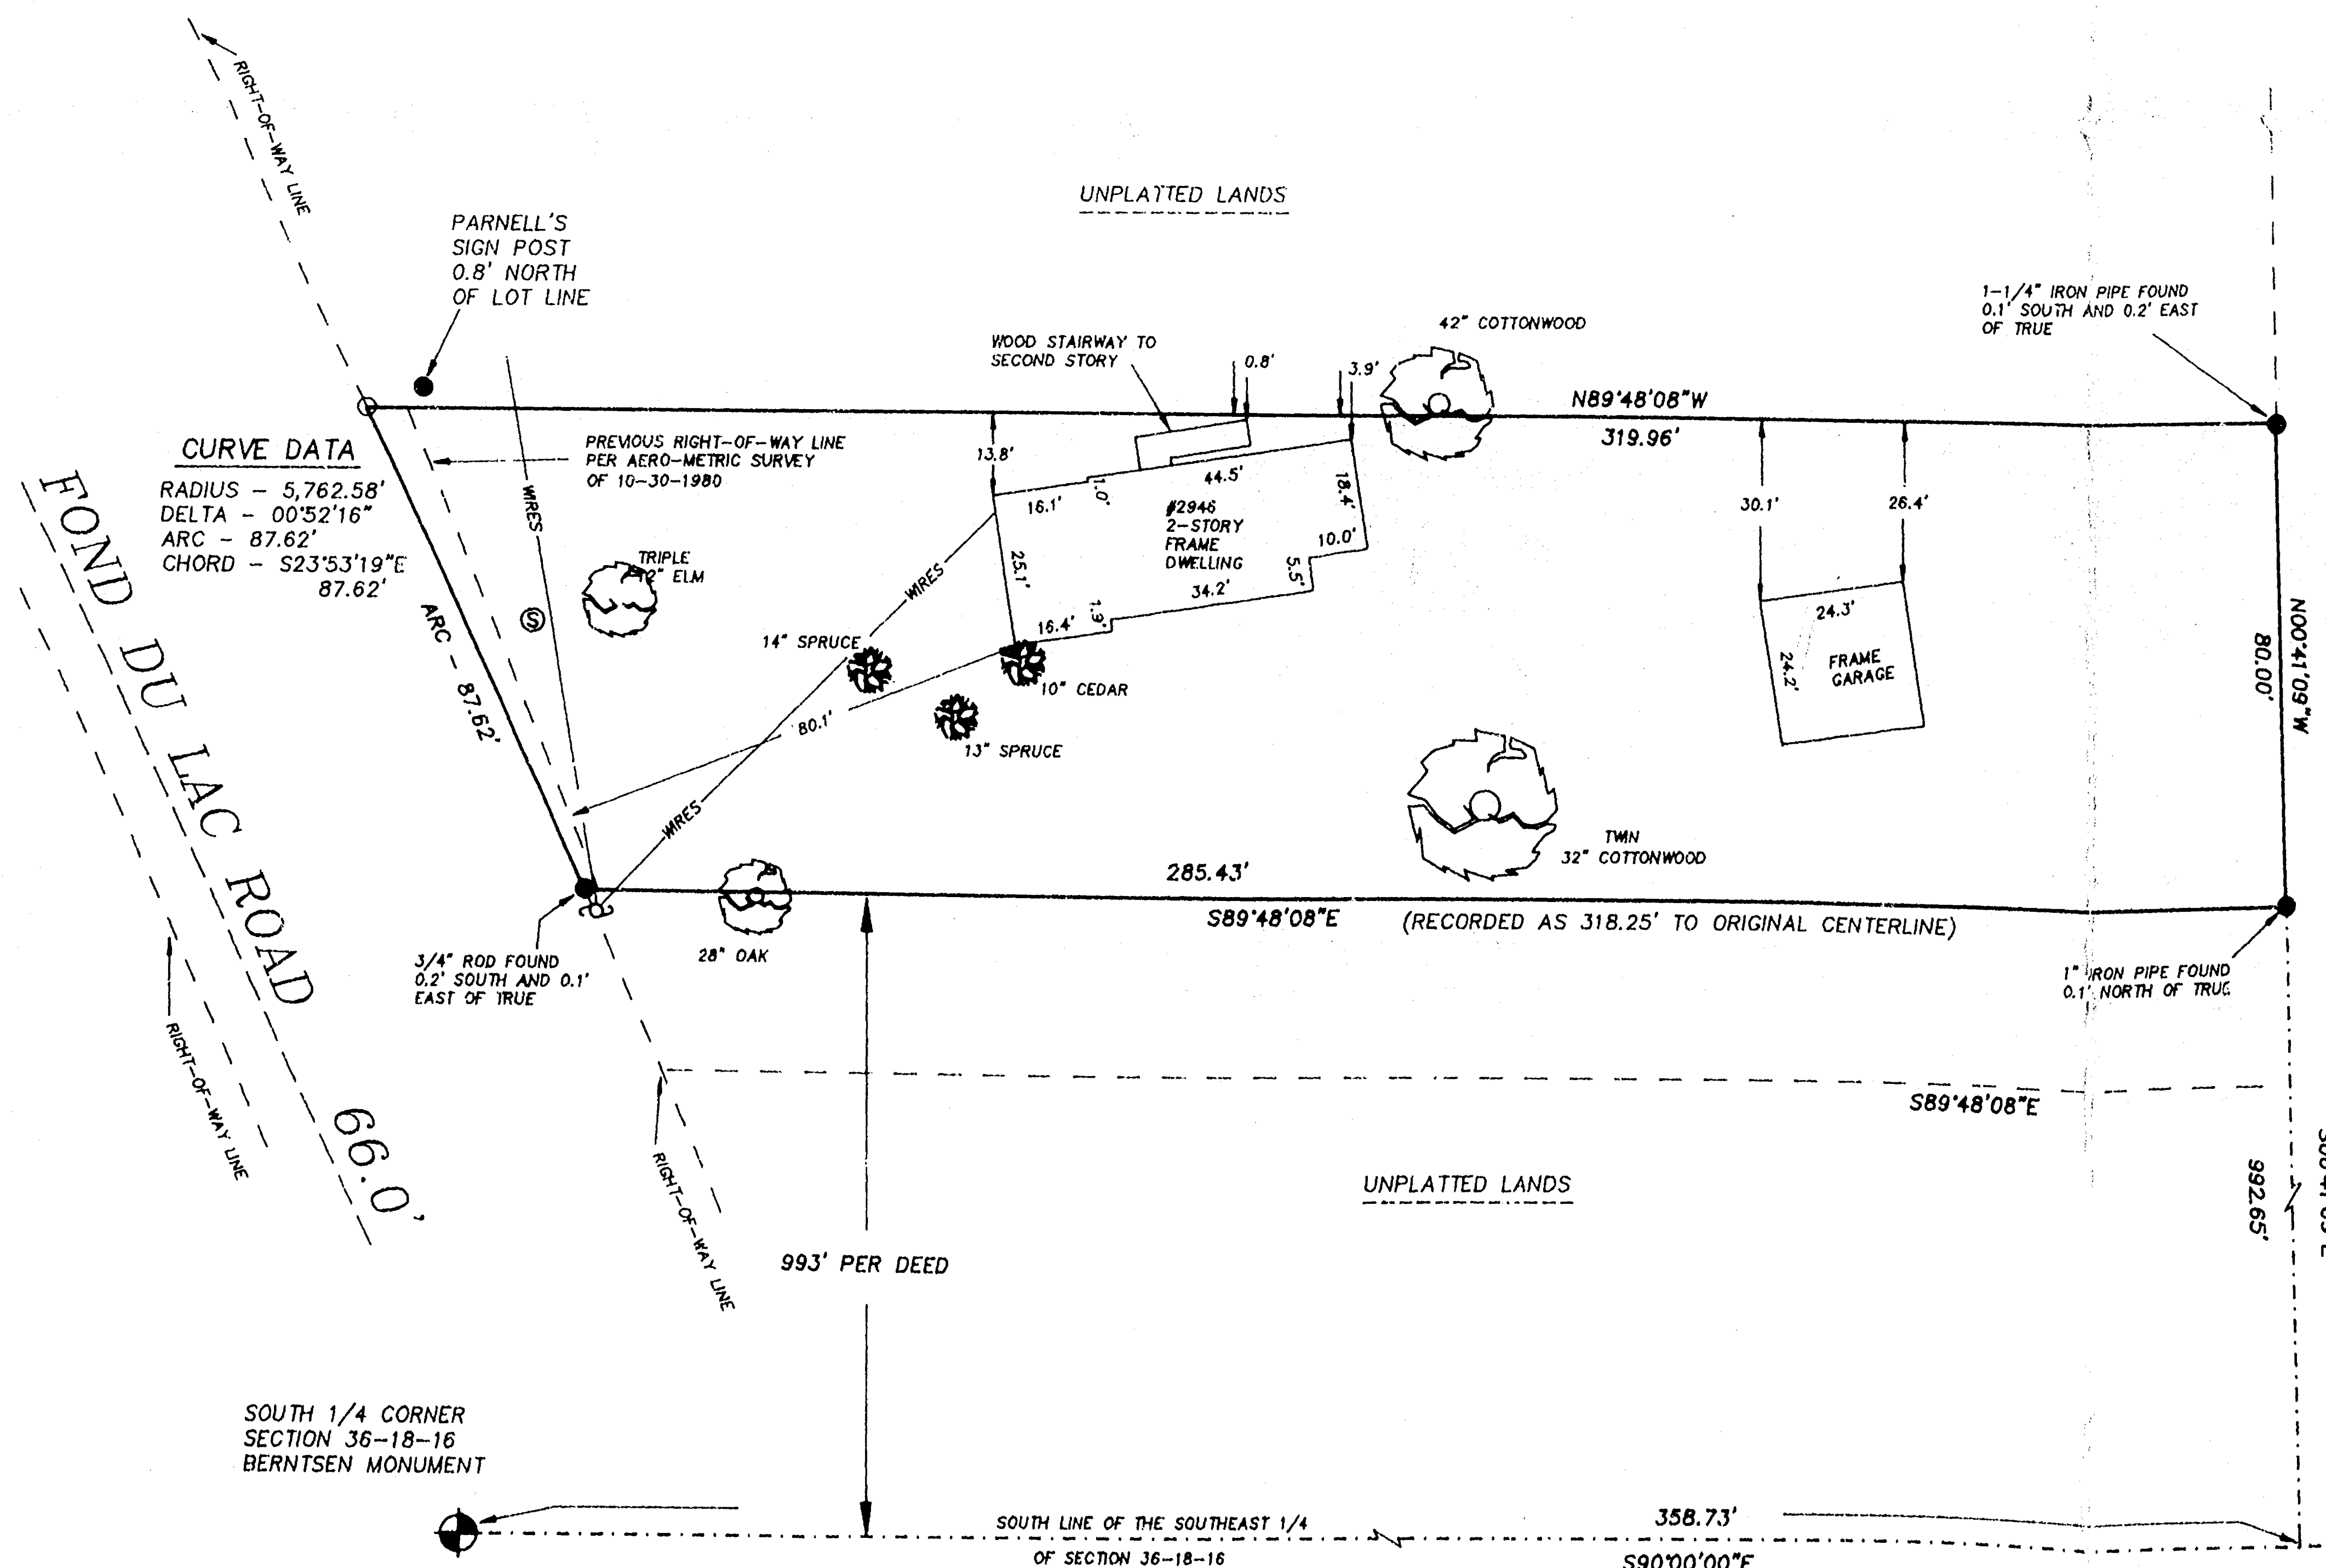 RIGHT-OF-WAY LINE
UNPLATTED LANDS
PARNELL'S
SIGN POST
0.8' NORTH
OF LOT LINE
1-1/4" IRON PIPE FOUND
0.1' SOUTH AND 0.2' EAST
OF TRUE
42" COTTONWOOD
WOOD STAIRWAY TO
SECOND STORY
0.8'
3.9'
N89°48'08"W
319.96'
CURVE DATA
RADIUS - 5,762.58'
DELTA - 00°52'16"
ARC - 87.62'
CHORD - S23°53'19"E
87.62'
PREVIOUS RIGHT-OF-WAY LINE
PER AERO-METRIC SURVEY
OF 10-30-1980
WIRES
13.8'
16.1'
1.0'
44.5'
18.4'
#2946
2-STORY
FRAME
DWELLING
10.0'
5.5'
34.2'
25.1'
1.9'
16.4'
30.1'
26.4'
24.3'
24.2'
FRAME
GARAGE
N00°41'09"W
80.00'
TRIPLE
12" ELM
S
WIRES
14" SPRUCE
10" CEDAR
80.1'
13" SPRUCE
WIRES
ARC - 87.62'
FOND DU LAC ROAD
66.0'
TWIN
32" COTTONWOOD
285.43'
S89°48'08"E
(RECORDED AS 318.25' TO ORIGINAL CENTERLINE)
28" OAK
3/4" ROD FOUND
0.2' SOUTH AND 0.1'
EAST OF TRUE
1" IRON PIPE FOUND
0.1' NORTH OF TRUE
RIGHT-OF-WAY LINE
RIGHT-OF-WAY LINE
S89°48'08"E
992.65'
UNPLATTED LANDS
993' PER DEED
SOUTH 1/4 CORNER
SECTION 36-18-16
BERNTSEN MONUMENT
SOUTH LINE OF THE SOUTHEAST 1/4
OF SECTION 36-18-16
358.73'
S90°00'00"E